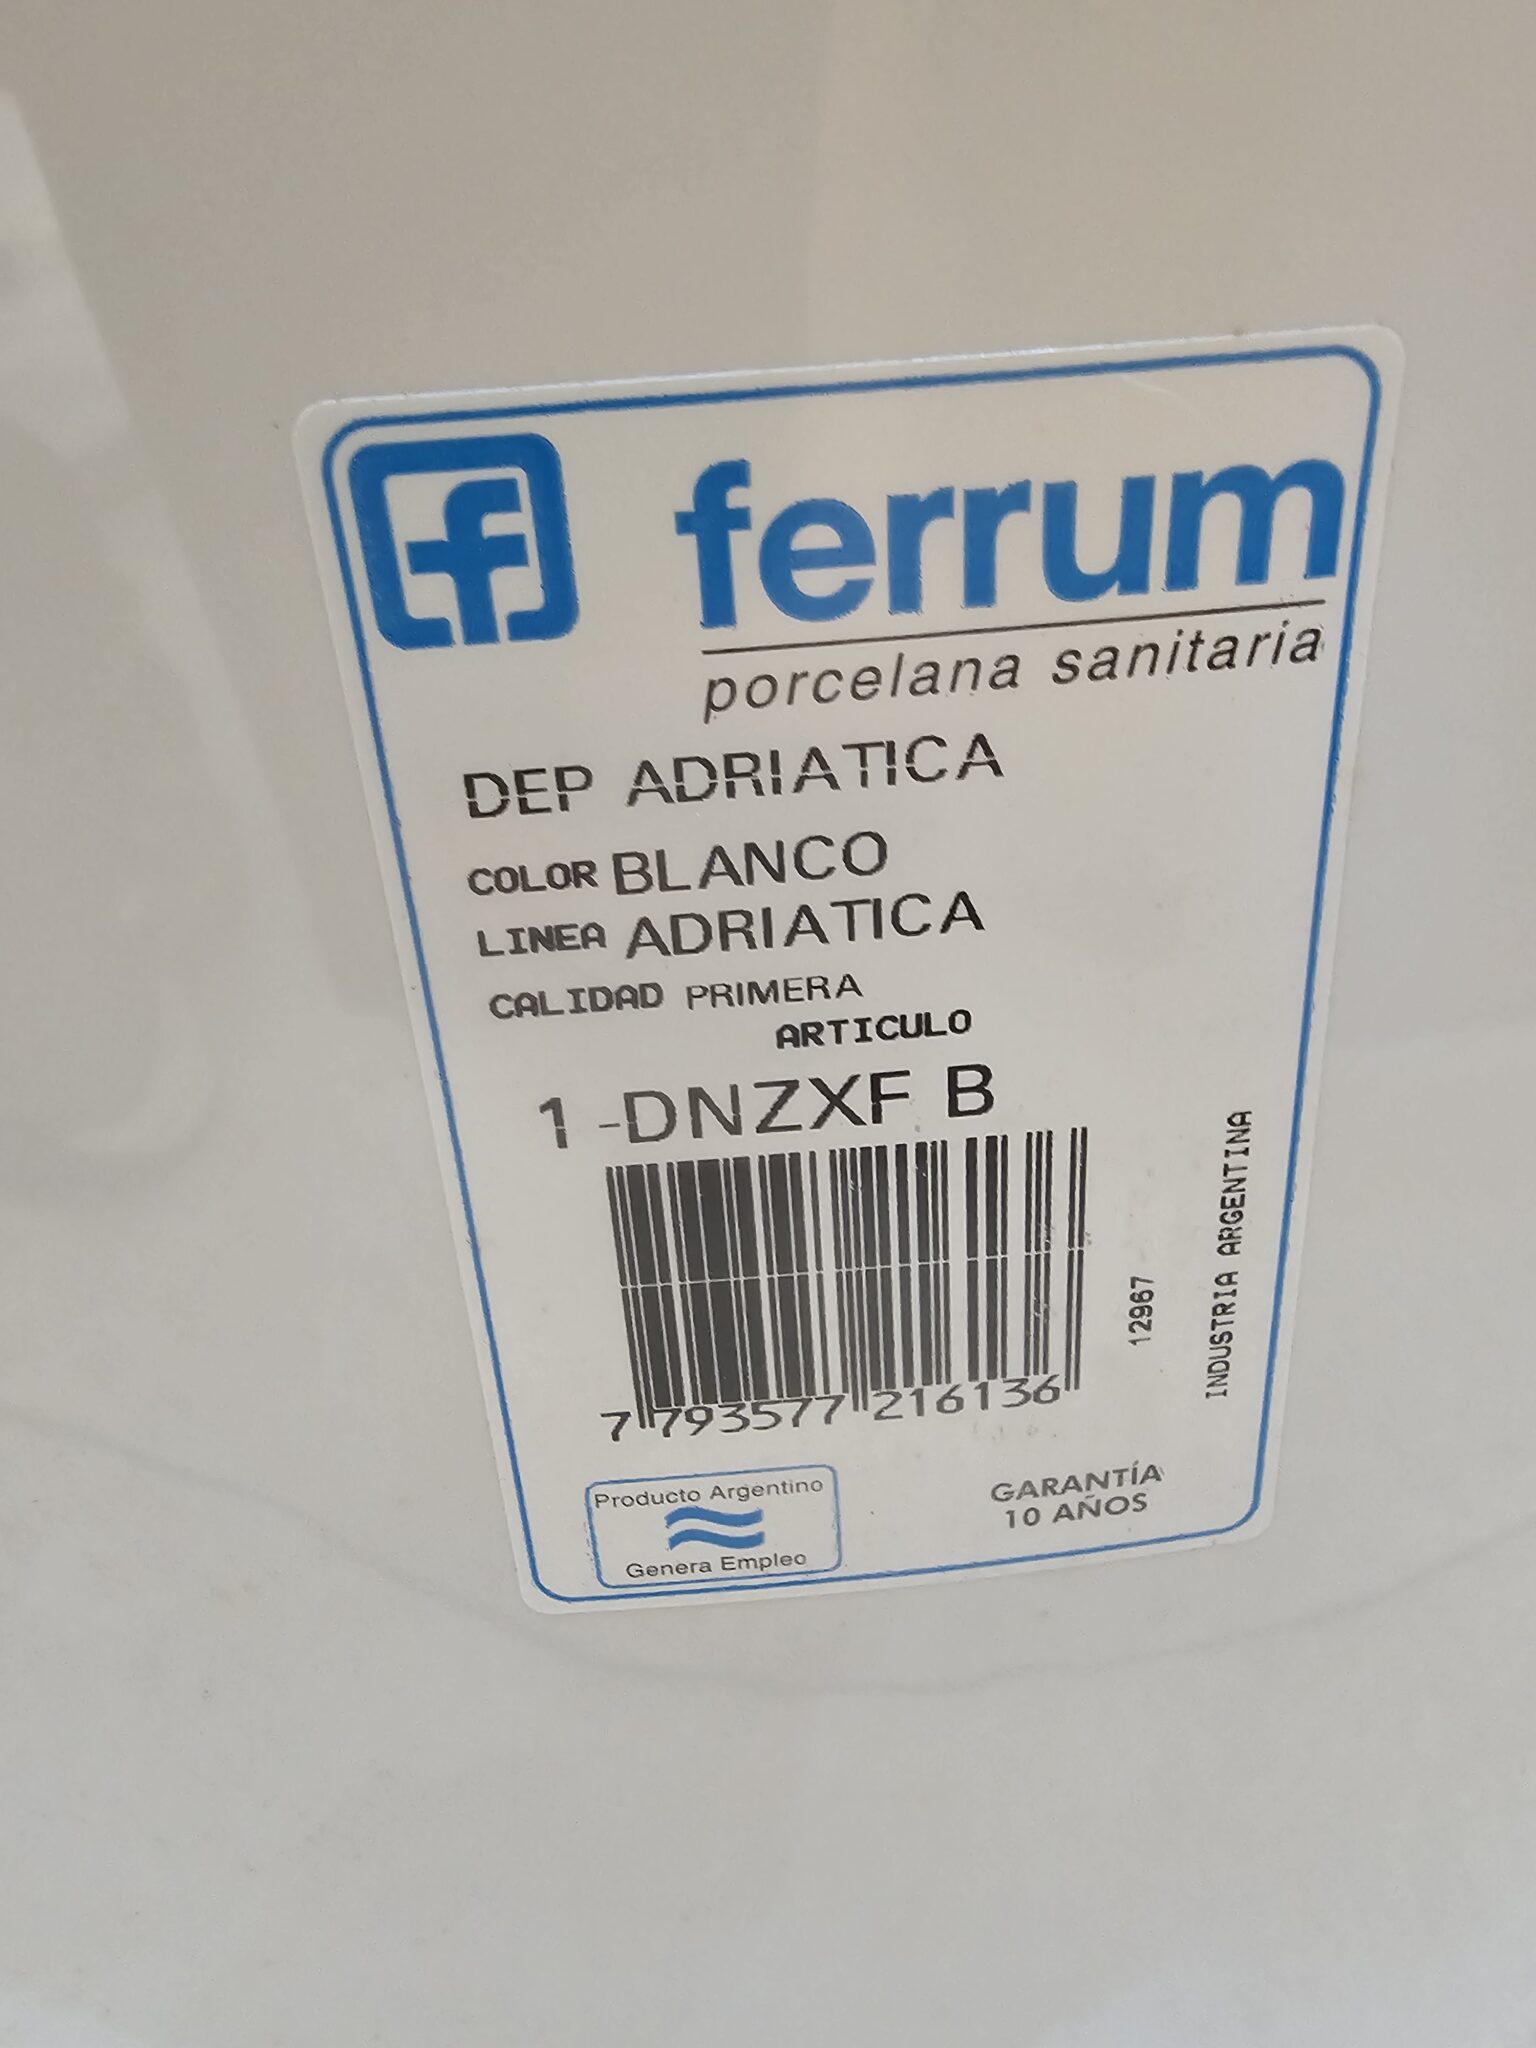 f ferrum
porcelana sanitaria
DEP ADRIATICA
COLOR BLANCO
LINEA ADRIATICA
CALIDAD PRIMERA
ARTICULO
1 -DNZXF B
7 793577 216136
12967
INDUSTRIA ARGENTINA
Producto Argentino
Genera Empleo
GARANTÍA
10 AÑOS